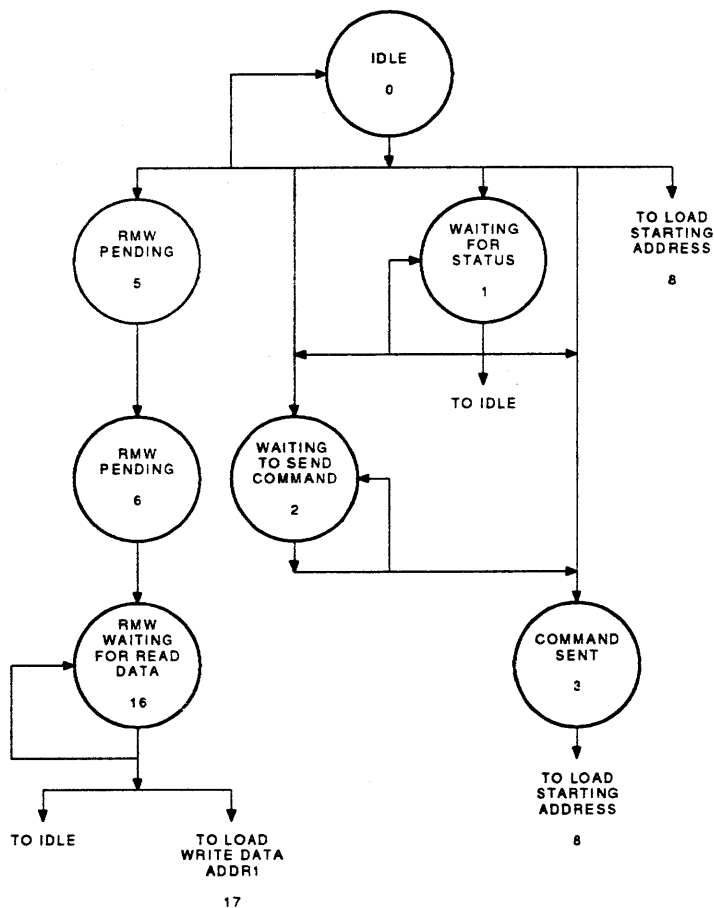 IDLE
0
RMW
PENDING
5
WAITING
FOR
STATUS
1
TO LOAD
STARTING
ADDRESS
8
TO IDLE
RMW
PENDING
6
WAITING
TO SEND
COMMAND
2
RMW
WAITING
FOR READ
DATA
16
COMMAND
SENT
3
TO IDLE
TO LOAD
WRITE DATA
ADDR1
17
TO LOAD
STARTING
ADDRESS
8